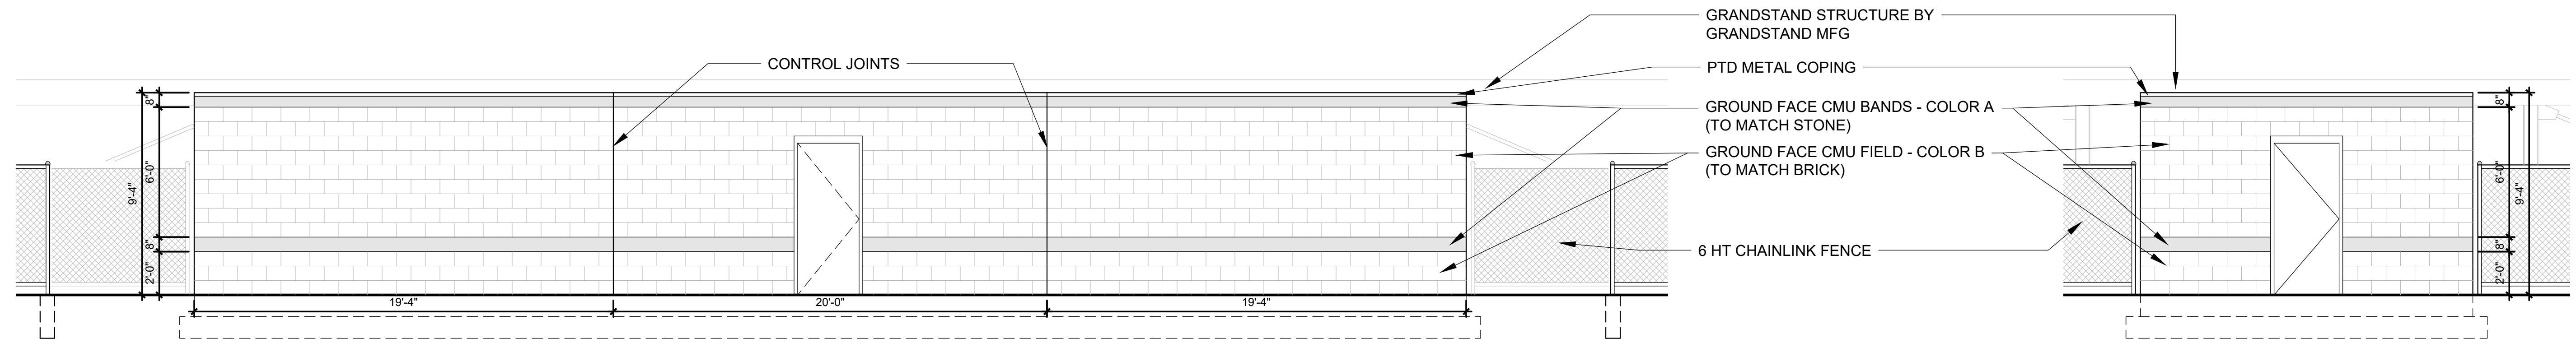 GRANDSTAND STRUCTURE BY
GRANDSTAND MFG
CONTROL JOINTS
PTD METAL COPING
GROUND FACE CMU BANDS - COLOR A
(TO MATCH STONE)
GROUND FACE CMU FIELD - COLOR B
(TO MATCH BRICK)
6 HT CHAINLINK FENCE
8"
6'-0"
9'-4"
8"
2'-0"
19'-4"
20'-0"
19'-4"
8"
6'-0"
9'-4"
8"
2'-0"